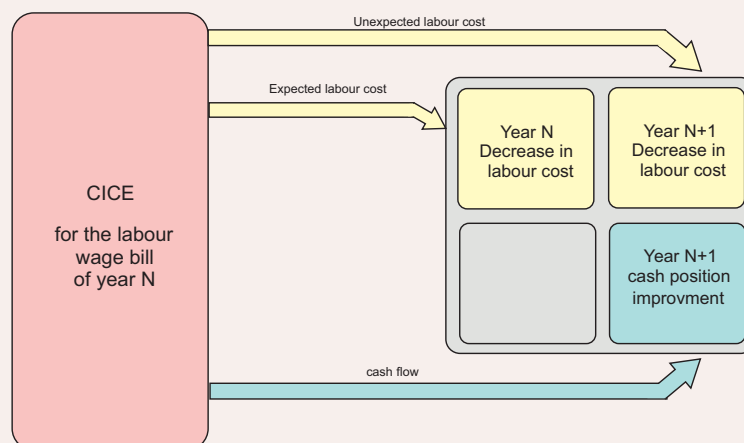 Unexpected labour cost
Expected labour cost
CICE
for the labour
wage bill
of year N
Year N
Decrease in
labour cost
Year N+1
Decrease in
labour cost
Year N+1
cash position
improvment
cash flow